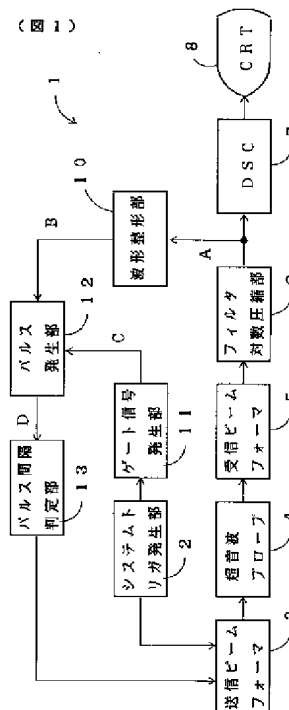 （図１）
1
8
CRT
7
DSC
10
波形整形部
B
A
12
パルス
発生部
6
フィルタ
対数圧縮部
C
D
ゲート信号
発生部
11
5
受信ビーム
フォーマ
パルス間隔
判定部
13
システムト
リガ発生部
2
4
超音波
プローブ
3
送信ビーム
フォーマ